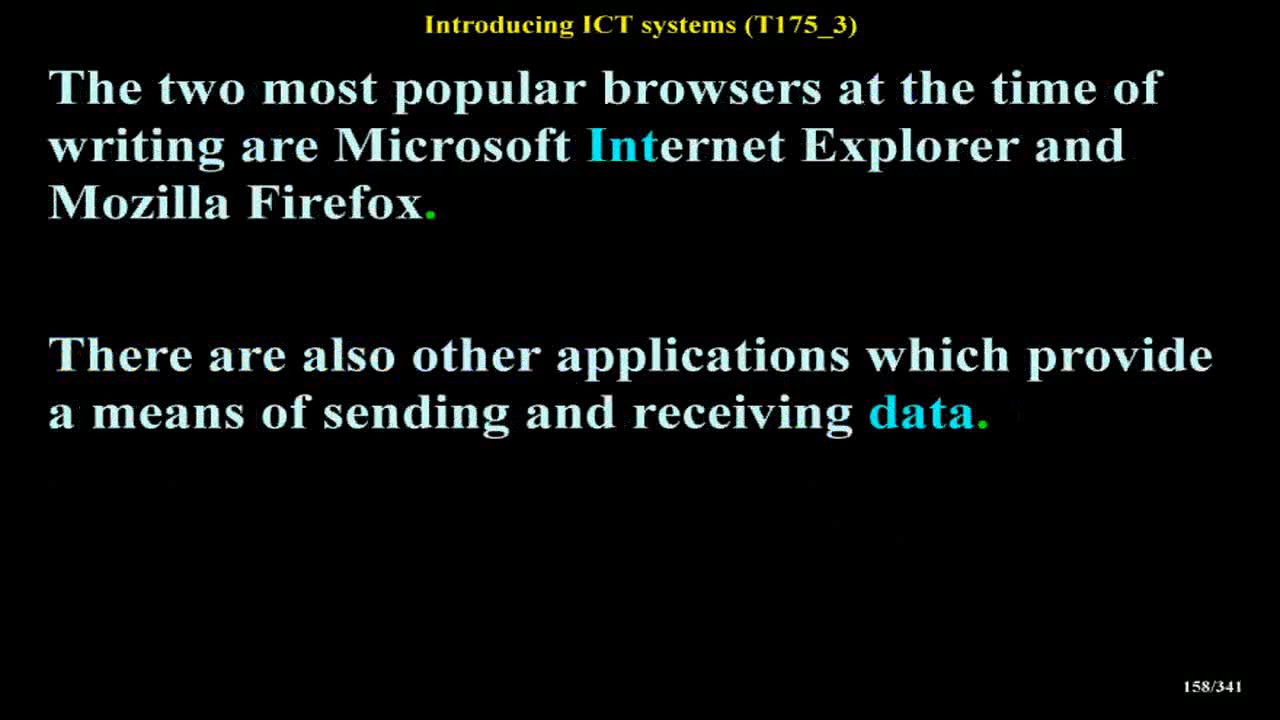 Introducing ICT systems (T175_3)
The two most popular browsers at the time of
writing are Microsoft Internet Explorer and
Mozilla Firefox.
There are also other applications which provide
a means of sending and receiving data.
158/341